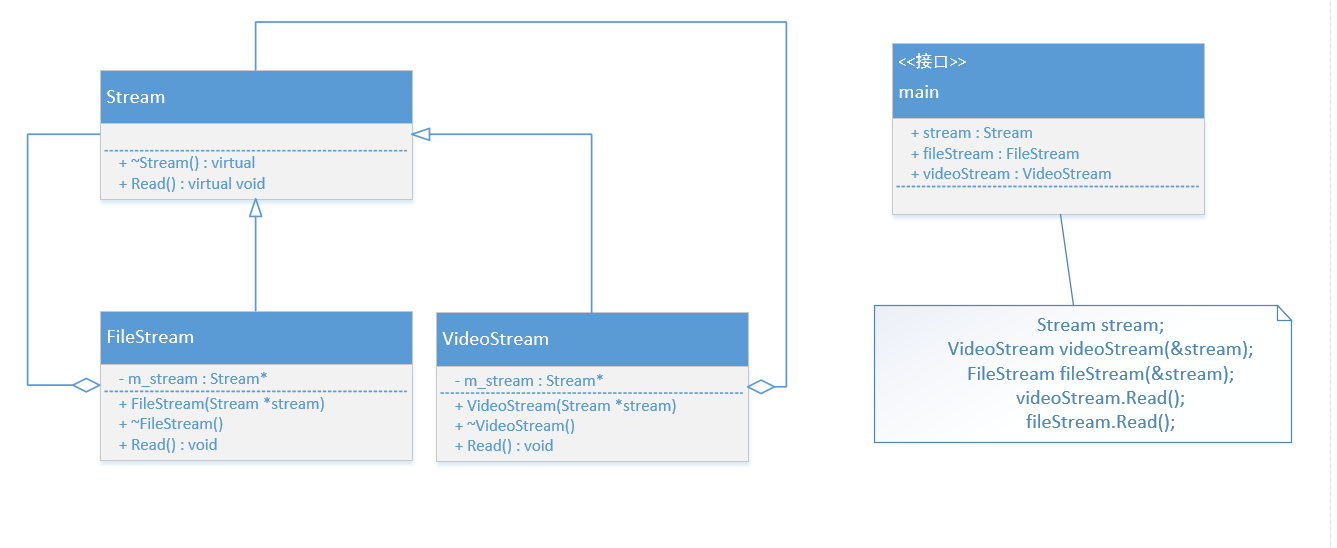 Stream
+ ~Stream() : virtual
+ Read() : virtual void
FileStream
- m_stream : Stream*
+ FileStream(Stream *stream)
+ ~FileStream()
+ Read() : void
VideoStream
- m_stream : Stream*
+ VideoStream(Stream *stream)
+ ~VideoStream()
+ Read() : void
<<接口>>
main
+ stream : Stream
+ fileStream : FileStream
+ videoStream : VideoStream
Stream stream;
VideoStream videoStream(&stream);
FileStream fileStream(&stream);
videoStream.Read();
fileStream.Read();